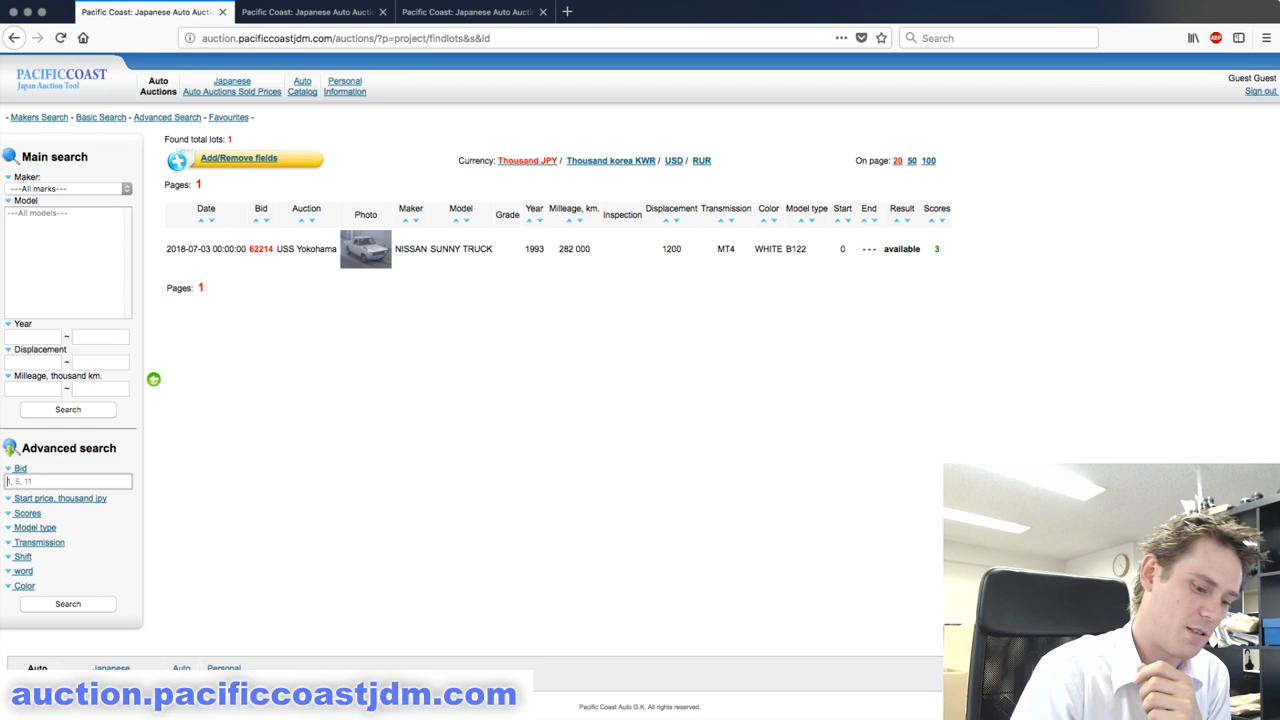 Pacific Coast: Japanese Auto Auctic
Pacific Coast: Japanese Auto Auctic
Pacific Coast: Japanese Auto Auctic
auction.pacificcoastjdm.com/auctions/?p=project/findlots&s&ld
Search
ABP
PACIFICCOAST
Japan Auction Tool
Auto Auctions
Japanese Auto Auctions Sold Prices
Auto Catalog
Personal Information
Guest Guest
Sign out
- Makers Search - Basic Search - Advanced Search - Favourites -
Found total lots: 1
Add/Remove fields
Currency: Thousand JPY / Thousand korea KWR / USD / RUR
On page: 20 50 100
Pages: 1
Date Bid Auction Photo Maker Model Grade Year Mileage, km. Inspection Displacement Transmission Color Model type Start End Result Scores
2018-07-03 00:00:00 62214 USS Yokohama NISSAN SUNNY TRUCK 1993 282 000 1200 MT4 WHITE B122 0 --- available 3
Pages: 1
Main search
Maker:
---All marks---
Model
---All models---
Year
~
Displacement
~
Milleage, thousand km.
~
Search
Advanced search
Bid
1, 5, 11
Start price, thousand jpy
Scores
Model type
Transmission
Shift
word
Color
Search
Auto
Japanese
Auto
Personal
auction.pacificcoastjdm.com
Pacific Coast Auto G.K. All rights reserved.